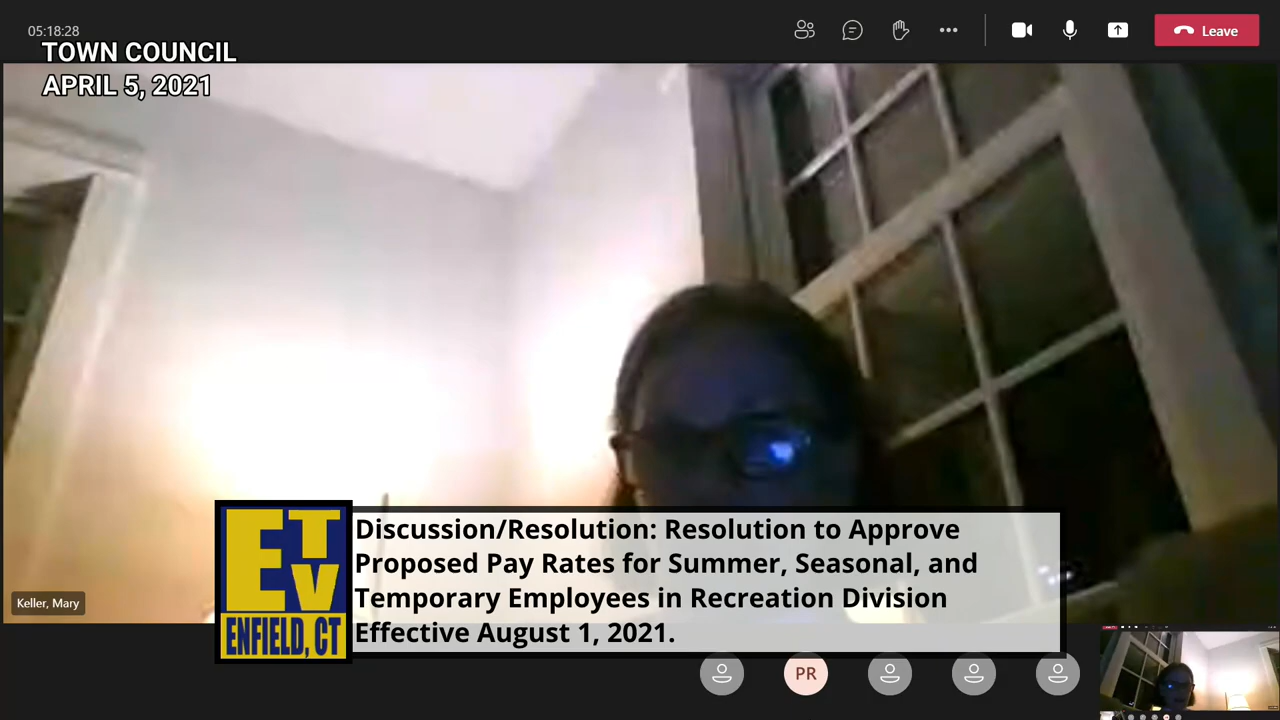 05:18:28
TOWN COUNCIL
APRIL 5, 2021
Leave
Keller, Mary
ETV
ENFIELD, CT
Discussion/Resolution: Resolution to Approve
Proposed Pay Rates for Summer, Seasonal, and
Temporary Employees in Recreation Division
Effective August 1, 2021.
PR